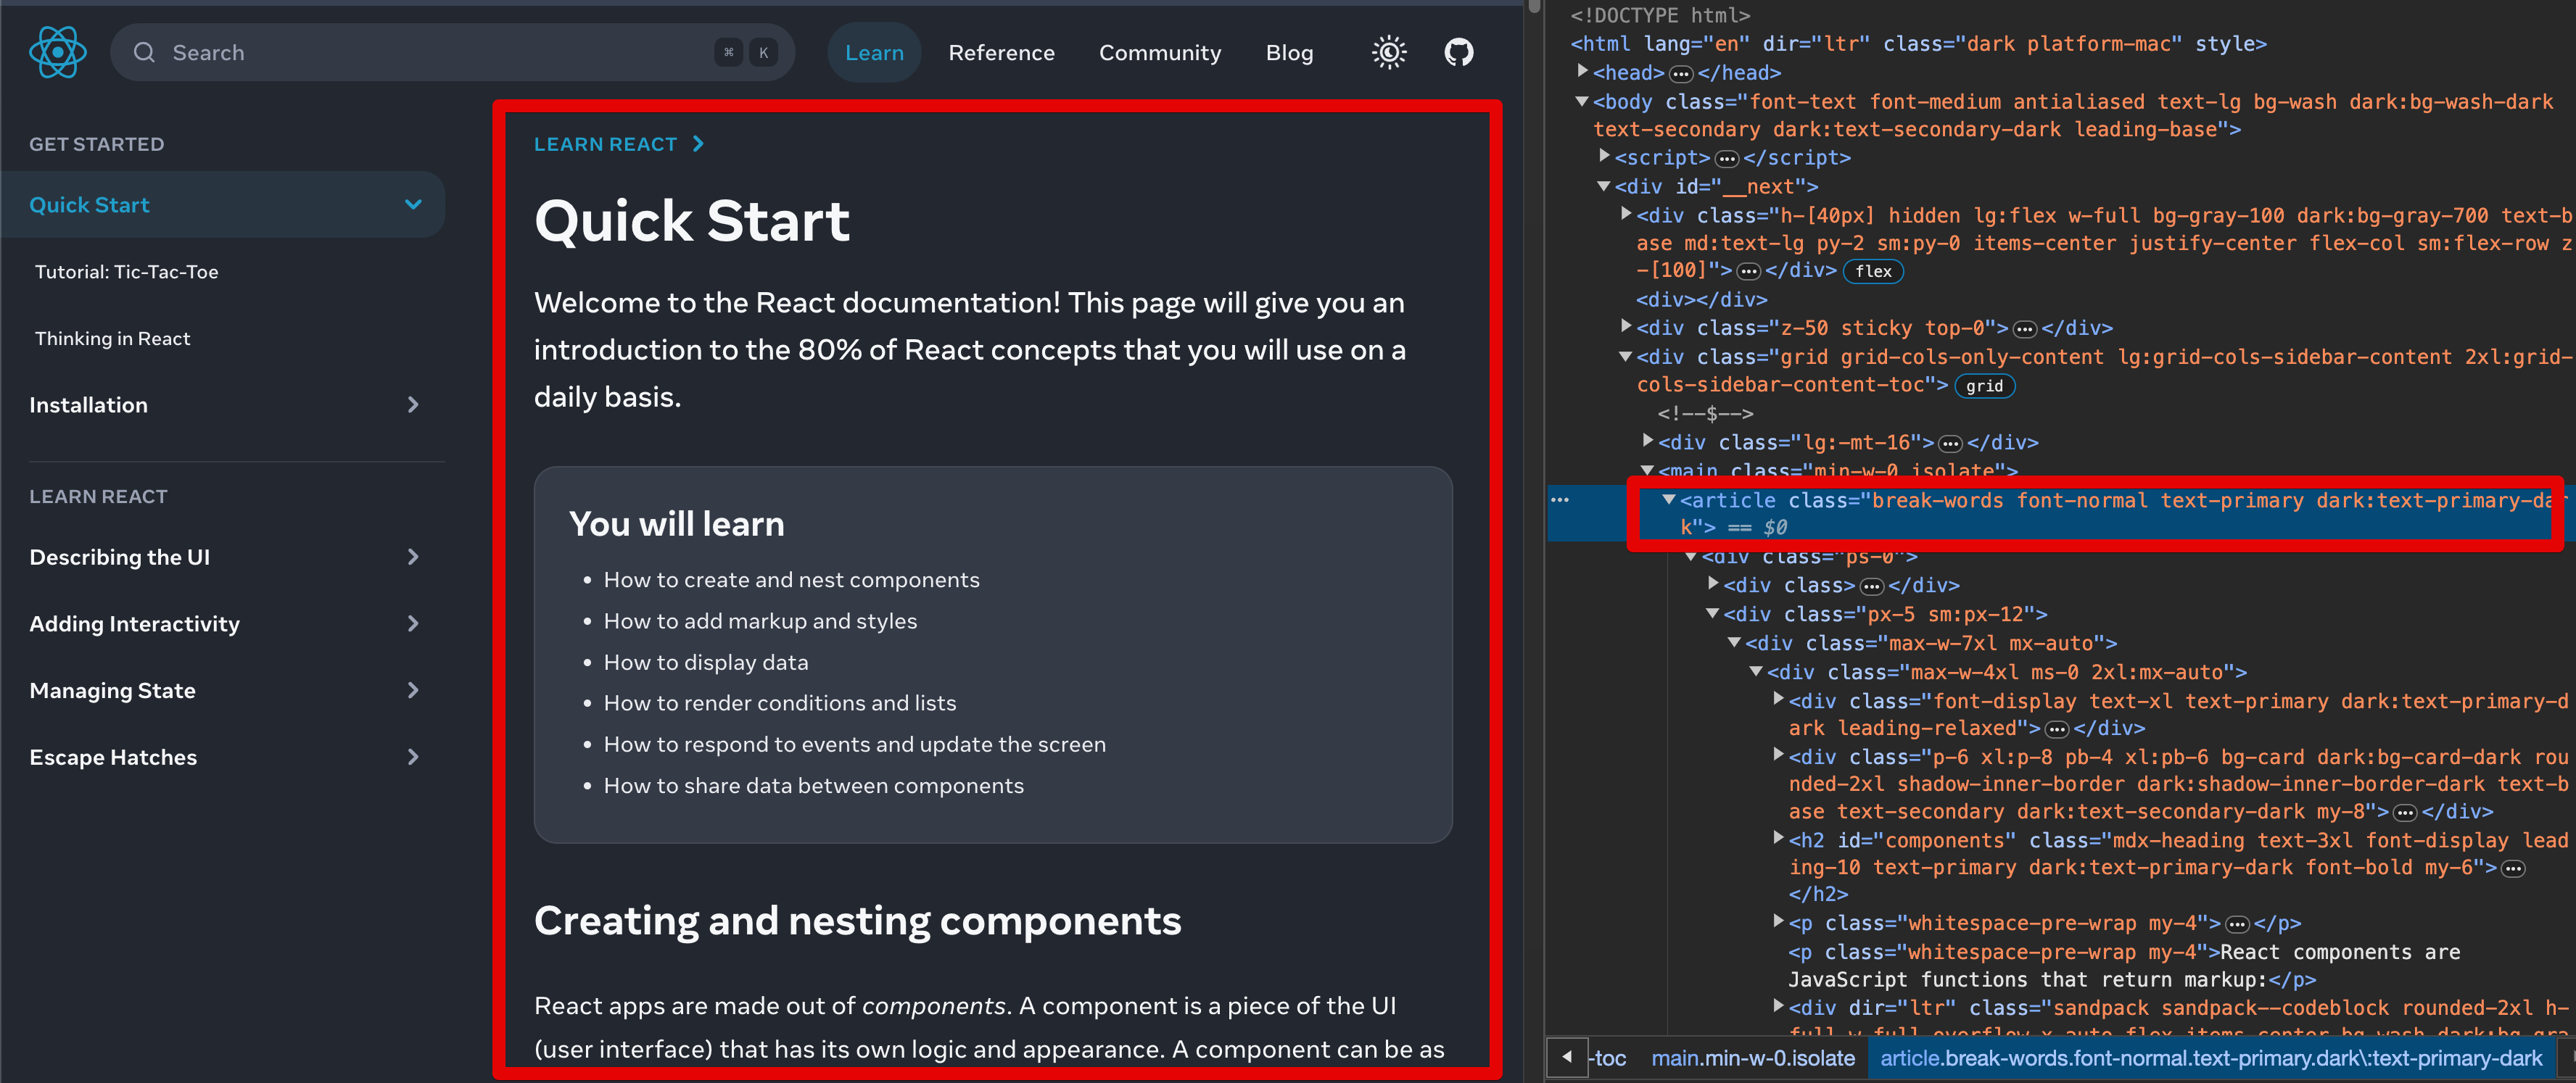 Search
⌘ K
Learn
Reference
Community
Blog
GET STARTED
Quick Start
Tutorial: Tic-Tac-Toe
Thinking in React
Installation
LEARN REACT
Describing the UI
Adding Interactivity
Managing State
Escape Hatches
LEARN REACT
Quick Start
Welcome to the React documentation! This page will give you an
introduction to the 80% of React concepts that you will use on a
daily basis.
You will learn
• How to create and nest components
• How to add markup and styles
• How to display data
• How to render conditions and lists
• How to respond to events and update the screen
• How to share data between components
Creating and nesting components
React apps are made out of components. A component is a piece of the UI
(user interface) that has its own logic and appearance. A component can be as
<!DOCTYPE html>
<html lang="en" dir="ltr" class="dark platform-mac" style>
<head>…</head>
<body class="font-text font-medium antialiased text-lg bg-wash dark:bg-wash-dark
text-secondary dark:text-secondary-dark leading-base">
<script>…</script>
<div id="__next">
<div class="h-[40px] hidden lg:flex w-full bg-gray-100 dark:bg-gray-700 text-b
ase md:text-lg py-2 sm:py-0 items-center justify-center flex-col sm:flex-row z
-[100]">…</div> flex
<div></div>
<div class="z-50 sticky top-0">…</div>
<div class="grid grid-cols-only-content lg:grid-cols-sidebar-content 2xl:grid-
cols-sidebar-content-toc"> grid
<!--$-->
<div class="lg:-mt-16">…</div>
<main class="min-w-0 isolate">
… <article class="break-words font-normal text-primary dark:text-primary-dar
k"> == $0
<div class="ps-0">
<div class>…</div>
<div class="px-5 sm:px-12">
<div class="max-w-7xl mx-auto">
<div class="max-w-4xl ms-0 2xl:mx-auto">
<div class="font-display text-xl text-primary dark:text-primary-d
ark leading-relaxed">…</div>
<div class="p-6 xl:p-8 pb-4 xl:pb-6 bg-card dark:bg-card-dark rou
nded-2xl shadow-inner-border dark:shadow-inner-border-dark text-b
ase text-secondary dark:text-secondary-dark my-8">…</div>
<h2 id="components" class="mdx-heading text-3xl font-display lead
ing-10 text-primary dark:text-primary-dark font-bold my-6">…
</h2>
<p class="whitespace-pre-wrap my-4">…</p>
<p class="whitespace-pre-wrap my-4">React components are
JavaScript functions that return markup:</p>
<div dir="ltr" class="sandpack sandpack--codeblock rounded-2xl h-
full w-full overflow-x-auto flex items-center bg-wash dark:bg-gra
-toc main.min-w-0.isolate article.break-words.font-normal.text-primary.dark\:text-primary-dark